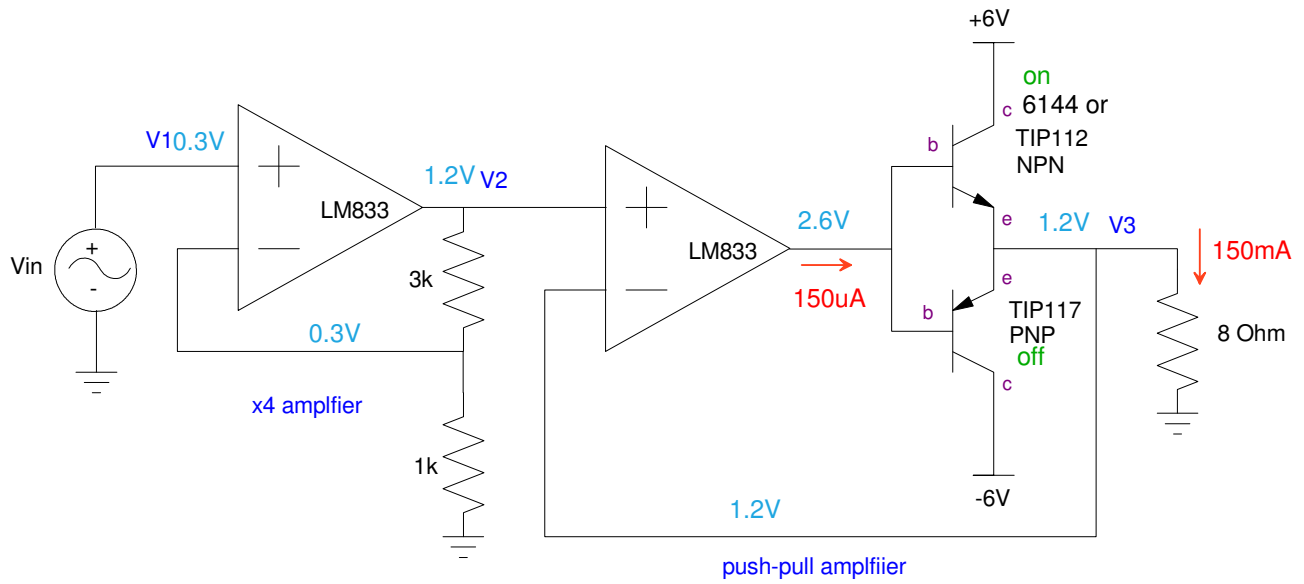 +6V
on
6144 or
c
TIP112
NPN
b
V1
0.3V
+
1.2V
V2
LM833
−
+
LM833
−
2.6V
150uA
e
1.2V
V3
150mA
Vin
+
-
3k
0.3V
e
b
TIP117
PNP
off
c
8 Ohm
x4 amplfier
1k
-6V
1.2V
push-pull amplfiier